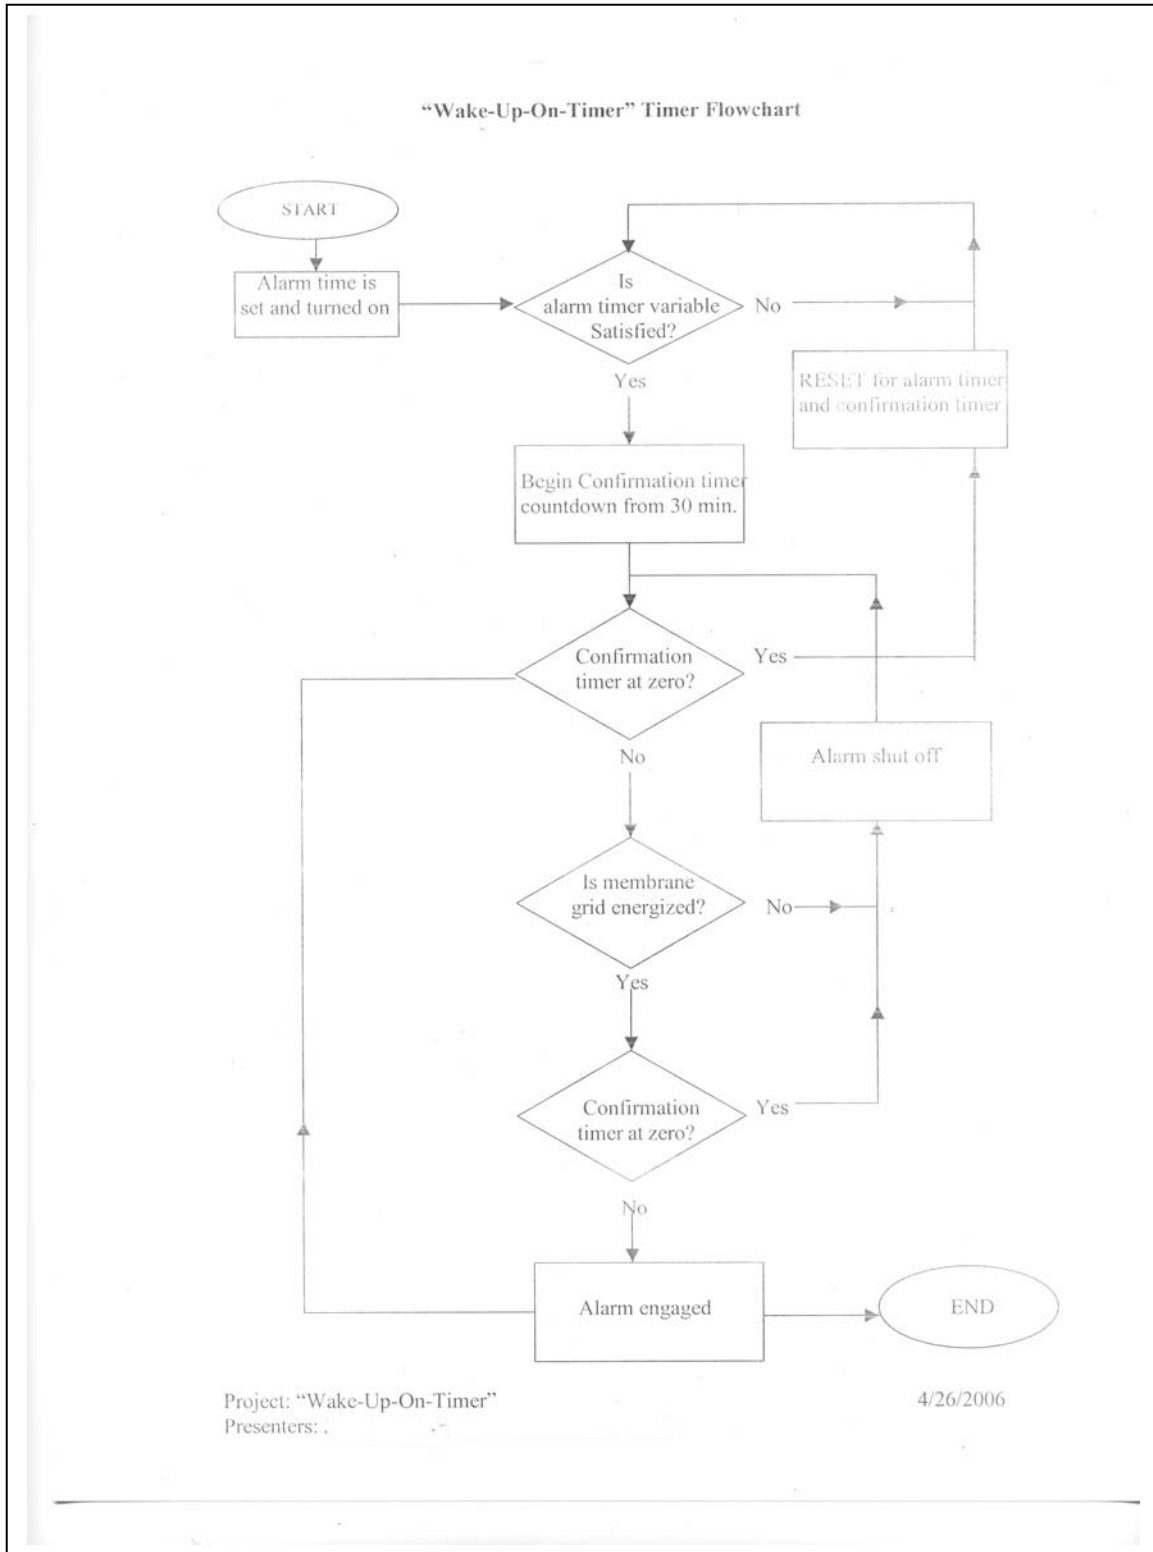 “Wake-Up-On-Timer” Timer Flowchart
START
Alarm time is
set and turned on
Is
alarm timer variable
Satisfied?
No
Yes
RESET for alarm timer
and confirmation timer
Begin Confirmation timer
countdown from 30 min.
Confirmation
timer at zero?
Yes
No
Alarm shut off
Is membrane
grid energized?
No
Yes
Confirmation
timer at zero?
Yes
No
Alarm engaged
END
Project: “Wake-Up-On-Timer”
4/26/2006
Presenters: .